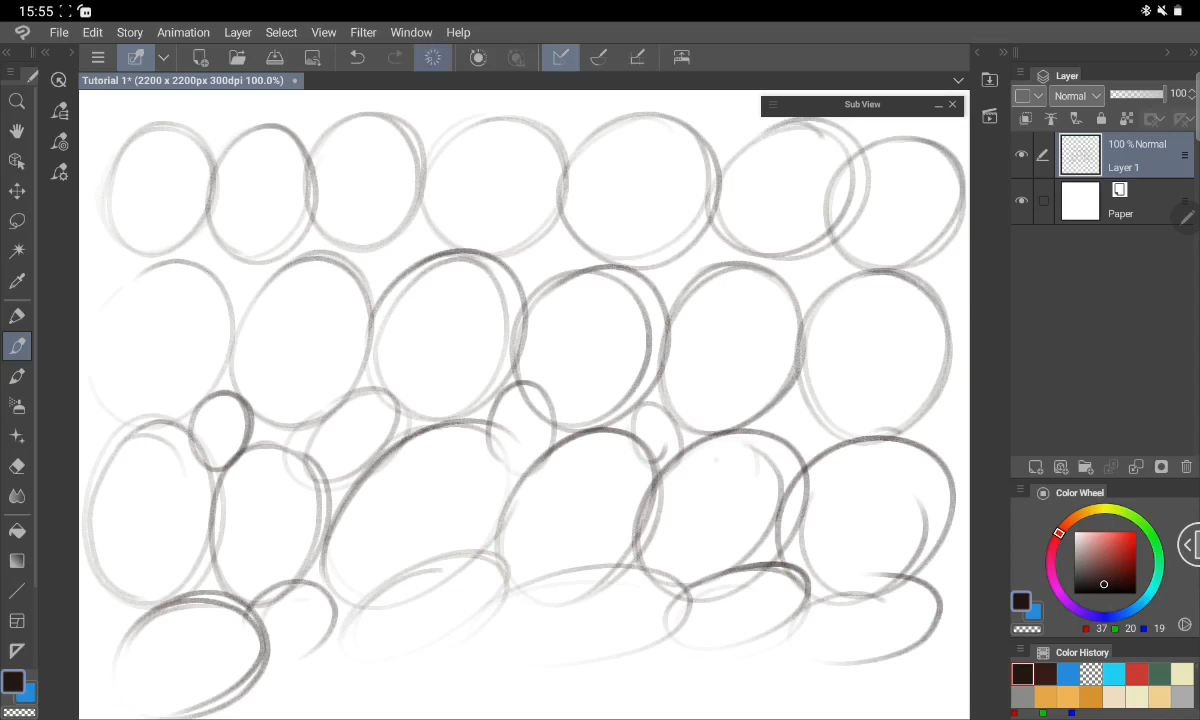 15:55
File Edit Story Animation Layer Select View Filter Window Help
Tutorial 1* (2200 x 2200px 300dpi 100.0%)
Sub View
Layer
Normal 100
100 % Normal
Layer 1
Paper
Color Wheel
37 20 19
Color History